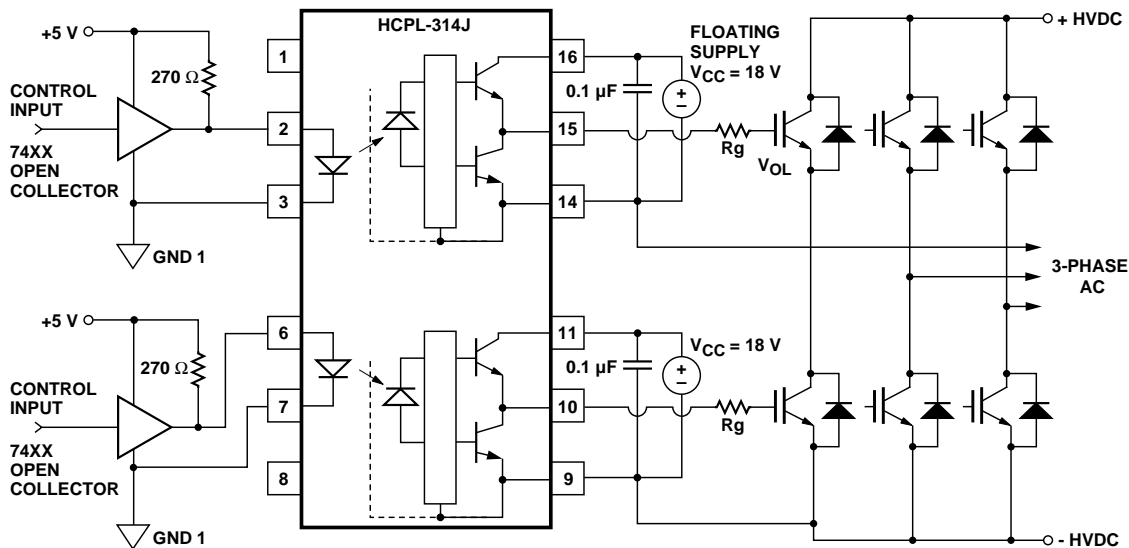 HCPL-314J
+5 V
270 Ω
CONTROL
INPUT
74XX
OPEN
COLLECTOR
GND 1
1
2
3
16
15
14
FLOATING
SUPPLY
VCC = 18 V
0.1 µF
Rg
VOL
+ HVDC
3-PHASE
AC
+5 V
270 Ω
CONTROL
INPUT
74XX
OPEN
COLLECTOR
GND 1
6
7
8
11
10
9
VCC = 18 V
0.1 µF
Rg
- HVDC